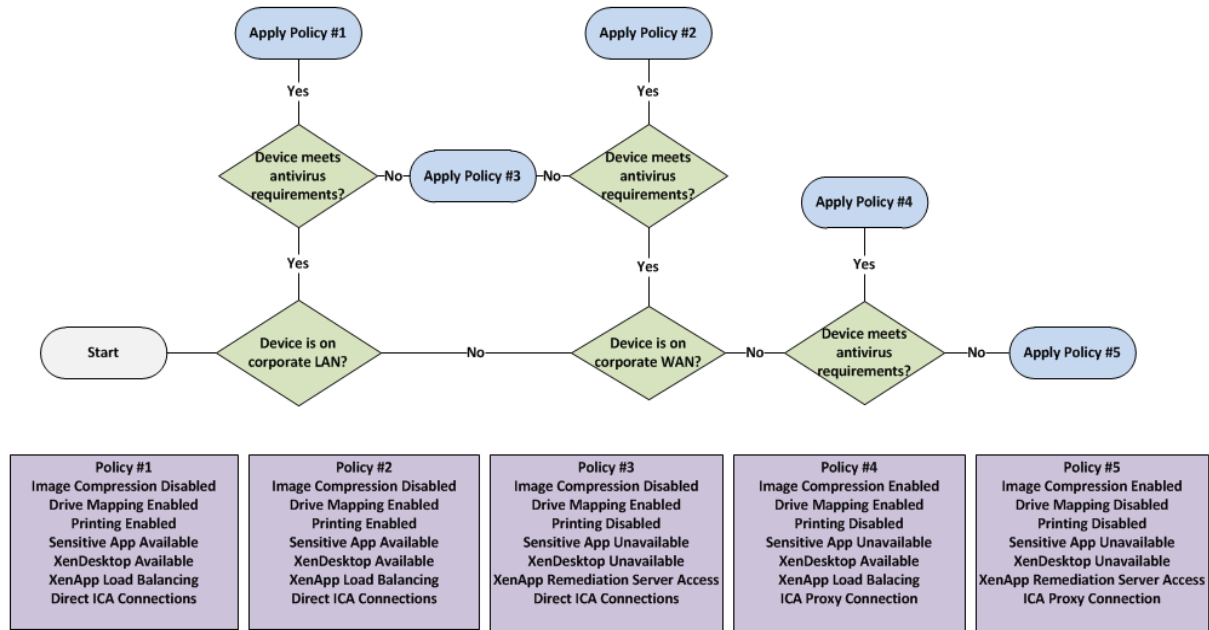 Apply Policy #1
Apply Policy #2
Yes
Yes
Device meets
antivirus
requirements?
No
Apply Policy #3
No
Device meets
antivirus
requirements?
Apply Policy #4
Yes
Yes
Yes
Start
Device is on
corporate LAN?
No
Device is on
corporate WAN?
No
Device meets
antivirus
requirements?
No
Apply Policy #5
Policy #1
Image Compression Disabled
Drive Mapping Enabled
Printing Enabled
Sensitive App Available
XenDesktop Available
XenApp Load Balancing
Direct ICA Connections
Policy #2
Image Compression Disabled
Drive Mapping Enabled
Printing Enabled
Sensitive App Available
XenDesktop Available
XenApp Load Balancing
Direct ICA Connections
Policy #3
Image Compression Disabled
Drive Mapping Enabled
Printing Disabled
Sensitive App Unavailable
XenDesktop Unavailable
XenApp Remediation Server Access
Direct ICA Connections
Policy #4
Image Compression Enabled
Drive Mapping Enabled
Printing Disabled
Sensitive App Unavailable
XenDesktop Available
XenApp Load Balacing
ICA Proxy Connection
Policy #5
Image Compression Enabled
Drive Mapping Disabled
Printing Disabled
Sensitive App Unavailable
XenDesktop Unavailable
XenApp Remediation Server Access
ICA Proxy Connection